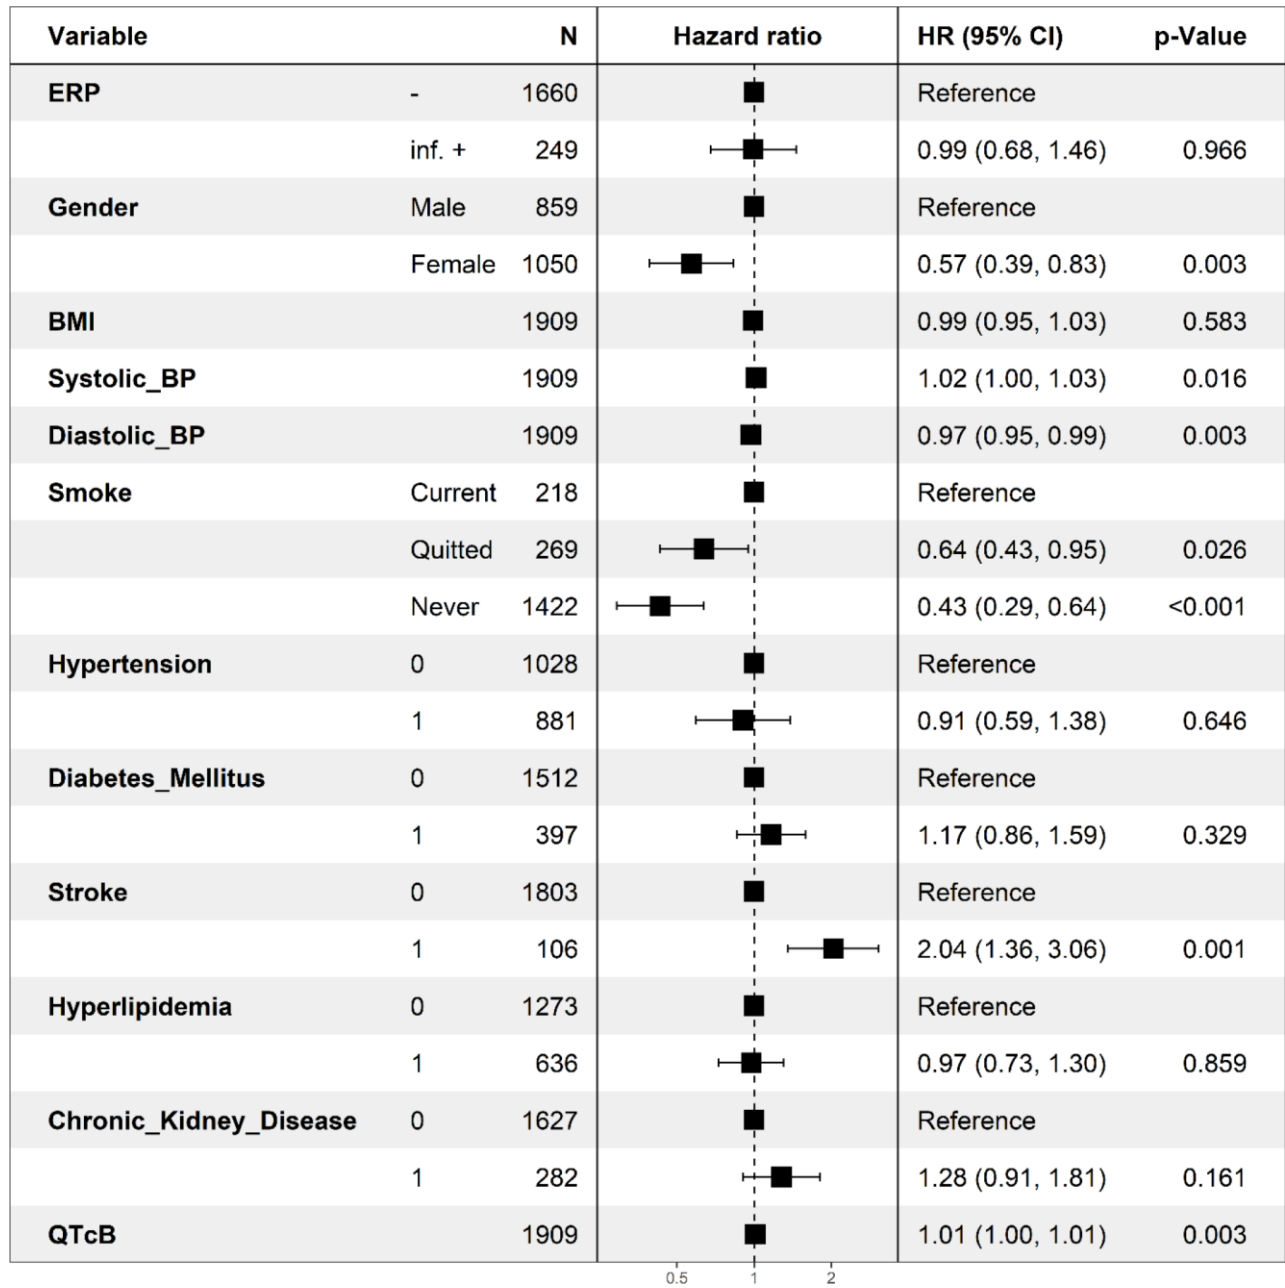 Variable N Hazard ratio HR (95% CI) p-Value
ERP - 1660 Reference
inf. + 249 0.99 (0.68, 1.46) 0.966
Gender Male 859 Reference
Female 1050 0.57 (0.39, 0.83) 0.003
BMI 1909 0.99 (0.95, 1.03) 0.583
Systolic_BP 1909 1.02 (1.00, 1.03) 0.016
Diastolic_BP 1909 0.97 (0.95, 0.99) 0.003
Smoke Current 218 Reference
Quitted 269 0.64 (0.43, 0.95) 0.026
Never 1422 0.43 (0.29, 0.64) <0.001
Hypertension 0 1028 Reference
1 881 0.91 (0.59, 1.38) 0.646
Diabetes_Mellitus 0 1512 Reference
1 397 1.17 (0.86, 1.59) 0.329
Stroke 0 1803 Reference
1 106 2.04 (1.36, 3.06) 0.001
Hyperlipidemia 0 1273 Reference
1 636 0.97 (0.73, 1.30) 0.859
Chronic_Kidney_Disease 0 1627 Reference
1 282 1.28 (0.91, 1.81) 0.161
QTcB 1909 1.01 (1.00, 1.01) 0.003
0.5 1 2